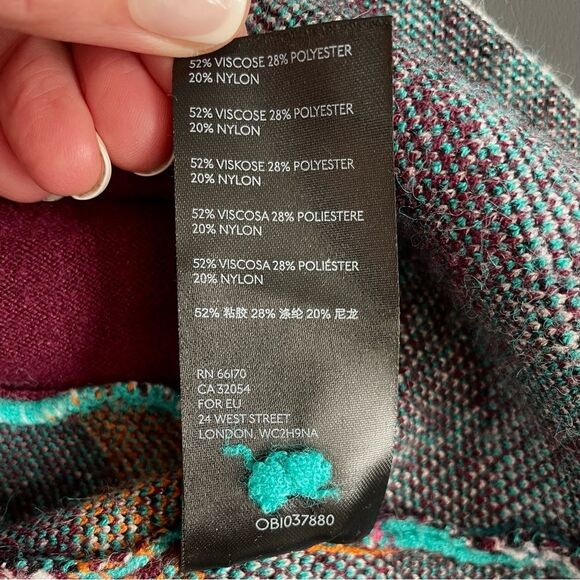 52% VISCOSE 28% POLYESTER
20% NYLON
52% VISCOSE 28% POLYESTER
20% NYLON
52% VISKOSE 28% POLYESTER
20% NYLON
52% VISCOSA 28% POLIESTERE
20% NYLON
52% VISCOSA 28% POLIÉSTER
20% NYLON
52% 粘胶 28% 涤纶 20% 尼龙
RN 66170
CA 32054
FOR EU
24 WEST STREET
LONDON, WC2H9NA
OB1037880